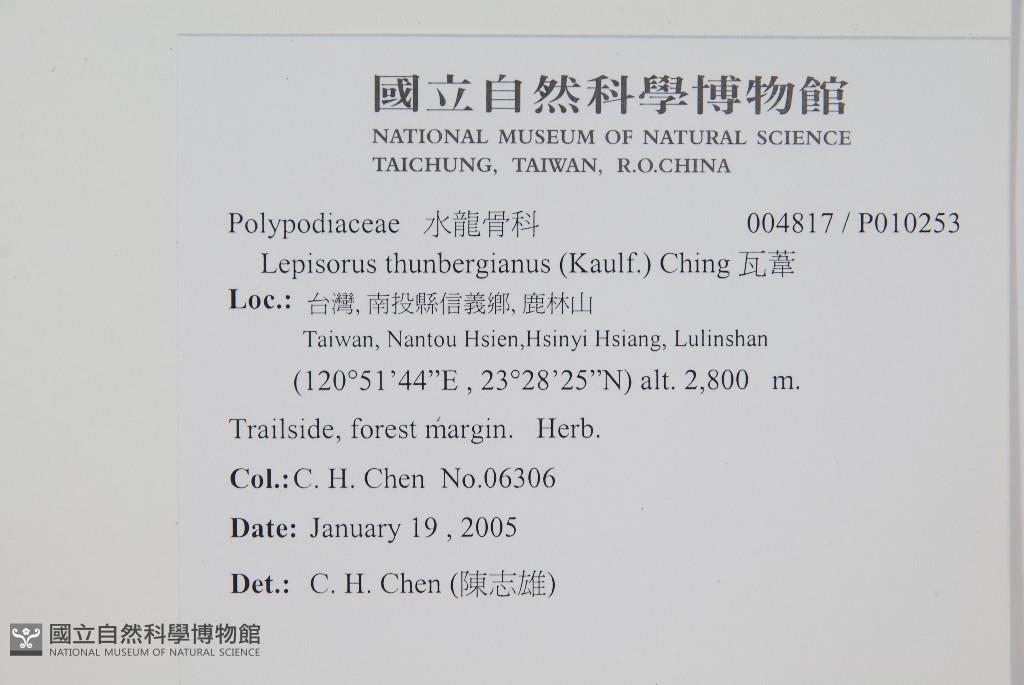 國立自然科學博物館
NATIONAL MUSEUM OF NATURAL SCIENCE
TAICHUNG, TAIWAN, R.O.CHINA
Polypodiaceae 水龍骨科 004817 / P010253
Lepisorus thunbergianus (Kaulf.) Ching 瓦葦
Loc.: 台灣, 南投縣信義鄉, 鹿林山
Taiwan, Nantou Hsien,Hsinyi Hsiang, Lulinshan
(120°51’44”E , 23°28’25”N) alt. 2,800 m.
Trailside, forest margin. Herb.
Col.: C. H. Chen No.06306
Date: January 19 , 2005
Det.: C. H. Chen (陳志雄)
國立自然科學博物館
NATIONAL MUSEUM OF NATURAL SCIENCE